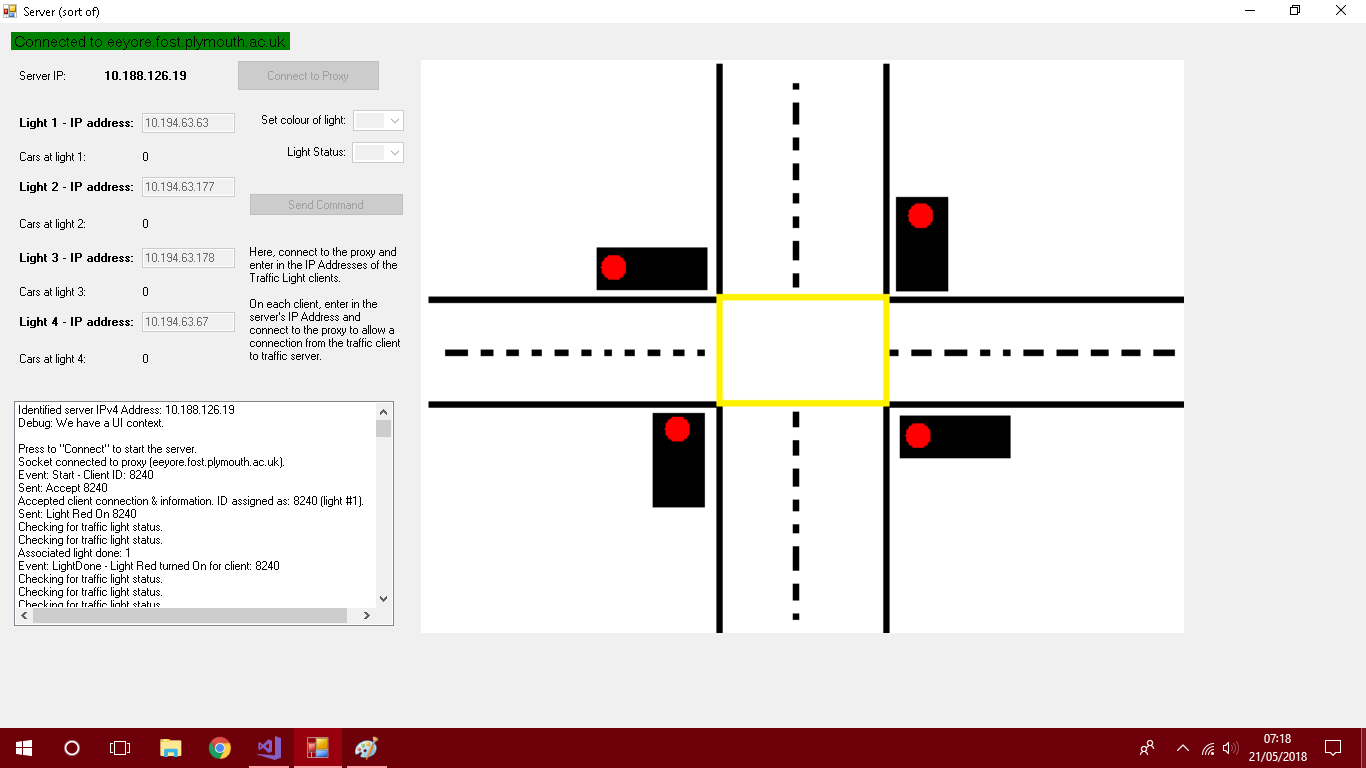 Server (sort of)
Connected to eeyore.fost.plymouth.ac.uk
Server IP: 10.188.126.19
Connect to Proxy
Light 1 - IP address: 10.194.63.63
Set colour of light:
Cars at light 1: 0
Light Status:
Light 2 - IP address: 10.194.63.177
Send Command
Cars at light 2: 0
Light 3 - IP address: 10.194.63.178
Cars at light 3: 0
Light 4 - IP address: 10.194.63.67
Cars at light 4: 0
Here, connect to the proxy and
enter in the IP Addresses of the
Traffic Light clients.
On each client, enter in the
server's IP Address and
connect to the proxy to allow a
connection from the traffic client
to traffic server.
Identified server IPv4 Address: 10.188.126.19
Debug: We have a UI context.
Press to "Connect" to start the server.
Socket connected to proxy (eeyore.fost.plymouth.ac.uk).
Event: Start - Client ID: 8240
Sent: Accept 8240
Accepted client connection & information. ID assigned as: 8240 (light #1).
Sent: Light Red On 8240
Checking for traffic light status.
Checking for traffic light status.
Associated light done: 1
Event: LightDone - Light Red turned On for client: 8240
Checking for traffic light status.
Checking for traffic light status.
Checking for traffic light status.
07:18
21/05/2018